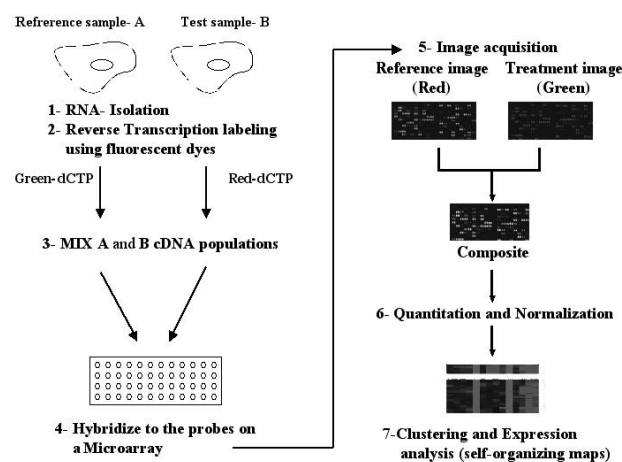 Refrerence sample- A
Test sample- B
1- RNA- Isolation
2- Reverse Transcription labeling
using fluorescent dyes
Green-dCTP
Red-dCTP
3- MIX A and B cDNA populations
4- Hybridize to the probes on
a Microarray
5- Image acquisition
Reference image
(Red)
Treatment image
(Green)
Composite
6- Quantitation and Normalization
7-Clustering and Expression
analysis (self-organizing maps)